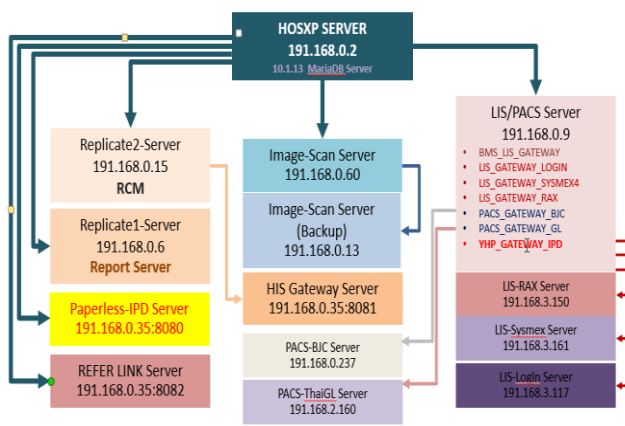 HOSXP SERVER
191.168.0.2
10.1.13 MariaDB Server
Replicate2-Server
191.168.0.15
RCM
Replicate1-Server
191.168.0.6
Report Server
Paperless-IPD Server
191.168.0.35:8080
REFER LINK Server
191.168.0.35:8082
Image-Scan Server
191.168.0.60
Image-Scan Server
(Backup)
191.168.0.13
HIS Gateway Server
191.168.0.35:8081
PACS-BJC Server
191.168.0.237
PACS-ThaiGL Server
191.168.2.160
LIS/PACS Server
191.168.0.9
• BMS_LIS_GATEWAY
• LIS_GATEWAY_LOGIN
• LIS_GATEWAY_SYSMEX4
• LIS_GATEWAY_RAX
• PACS_GATEWAY_BJC
• PACS_GATEWAY_GL
• YHP_GATEWAY_IPD
LIS-RAX Server
191.168.3.150
LIS-Sysmex Server
191.168.3.161
LIS-LogIn Server
191.168.3.117